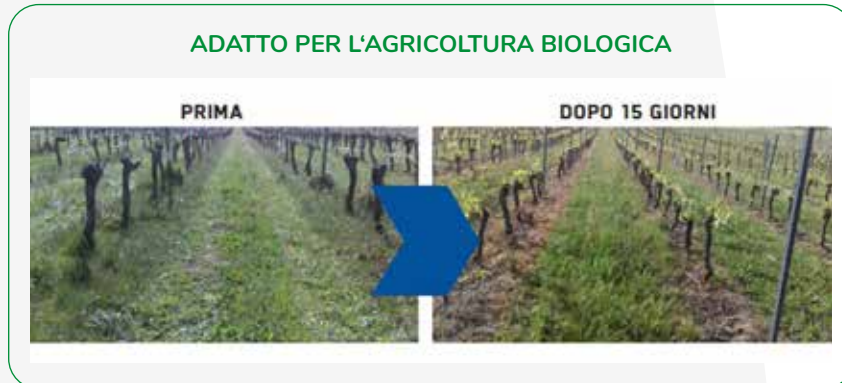 ADATTO PER L‘AGRICOLTURA BIOLOGICA
PRIMA
DOPO 15 GIORNI